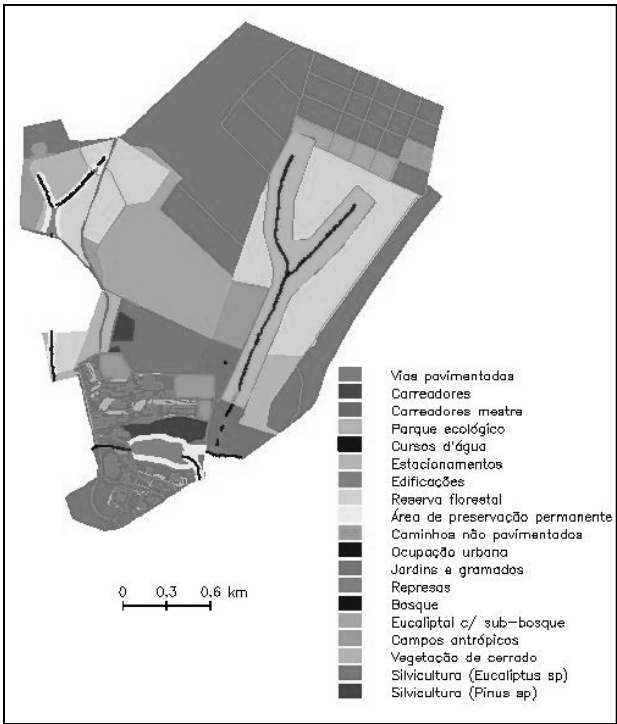 Vias pavimentadas
Carreadores
Carreadores mestre
Parque ecológico
Cursos d'água
Estacionamentos
Edificações
Reserva florestal
Área de preservação permanente
Caminhos não pavimentados
Ocupação urbana
Jardins e gramados
Represas
Bosque
Eucaliptal c/ sub-bosque
Campos antrópicos
Vegetação de cerrado
Silvicultura (Eucaliptus sp)
Silvicultura (Pinus sp)
0 0.3 0.6 km